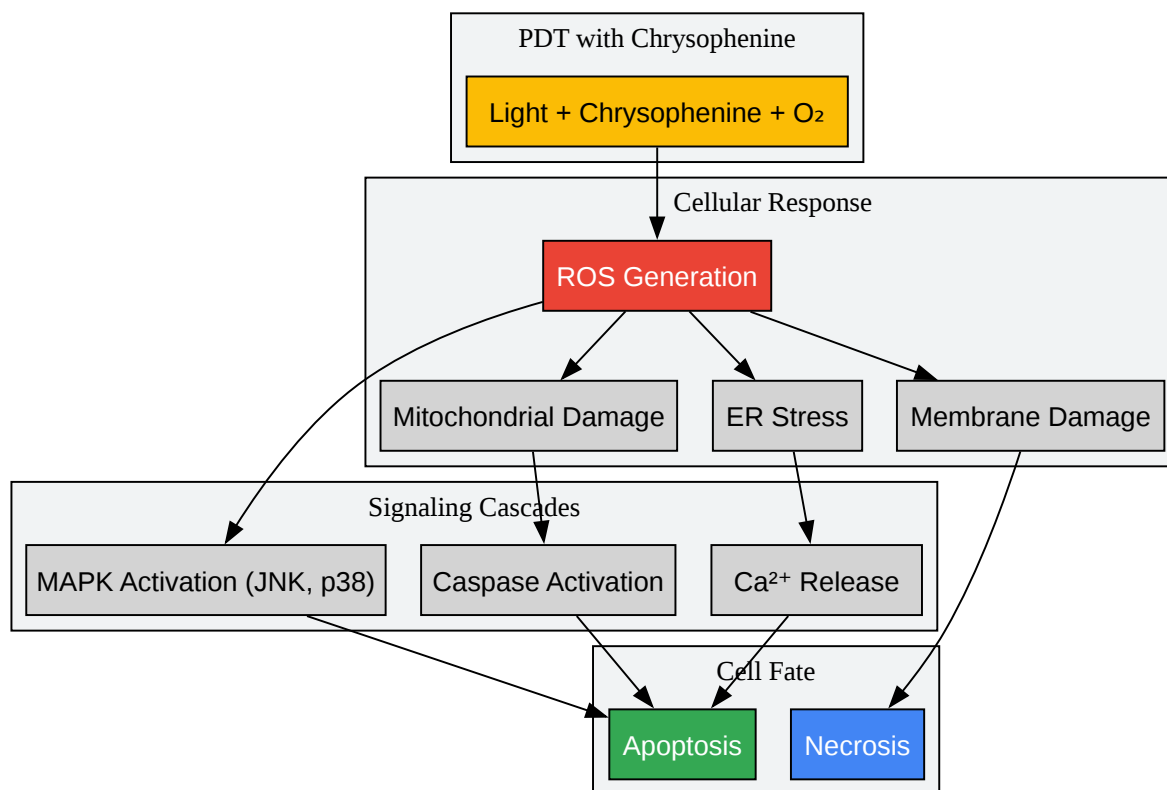 PDT with Chrysophenine
Light + Chrysophenine + O₂
Cellular Response
ROS Generation
Mitochondrial Damage
ER Stress
Membrane Damage
Signaling Cascades
MAPK Activation (JNK, p38)
Caspase Activation
Ca²⁺ Release
Cell Fate
Apoptosis
Necrosis